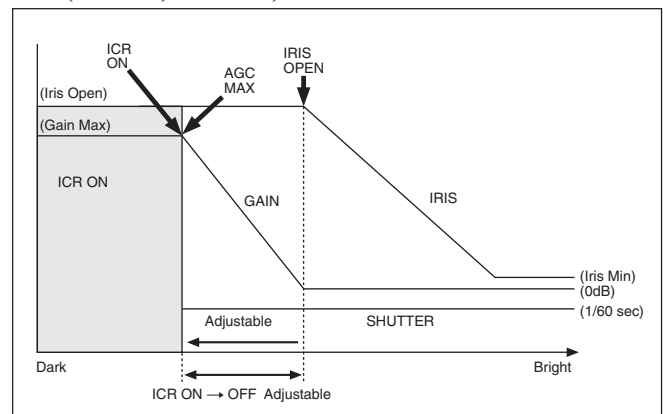 ICR
ON
AGC
MAX
IRIS
OPEN
(Iris Open)
(Gain Max)
ICR ON
GAIN
IRIS
(Iris Min)
(0dB)
(1/60 sec)
Adjustable
SHUTTER
Dark
Bright
ICR ON → OFF Adjustable